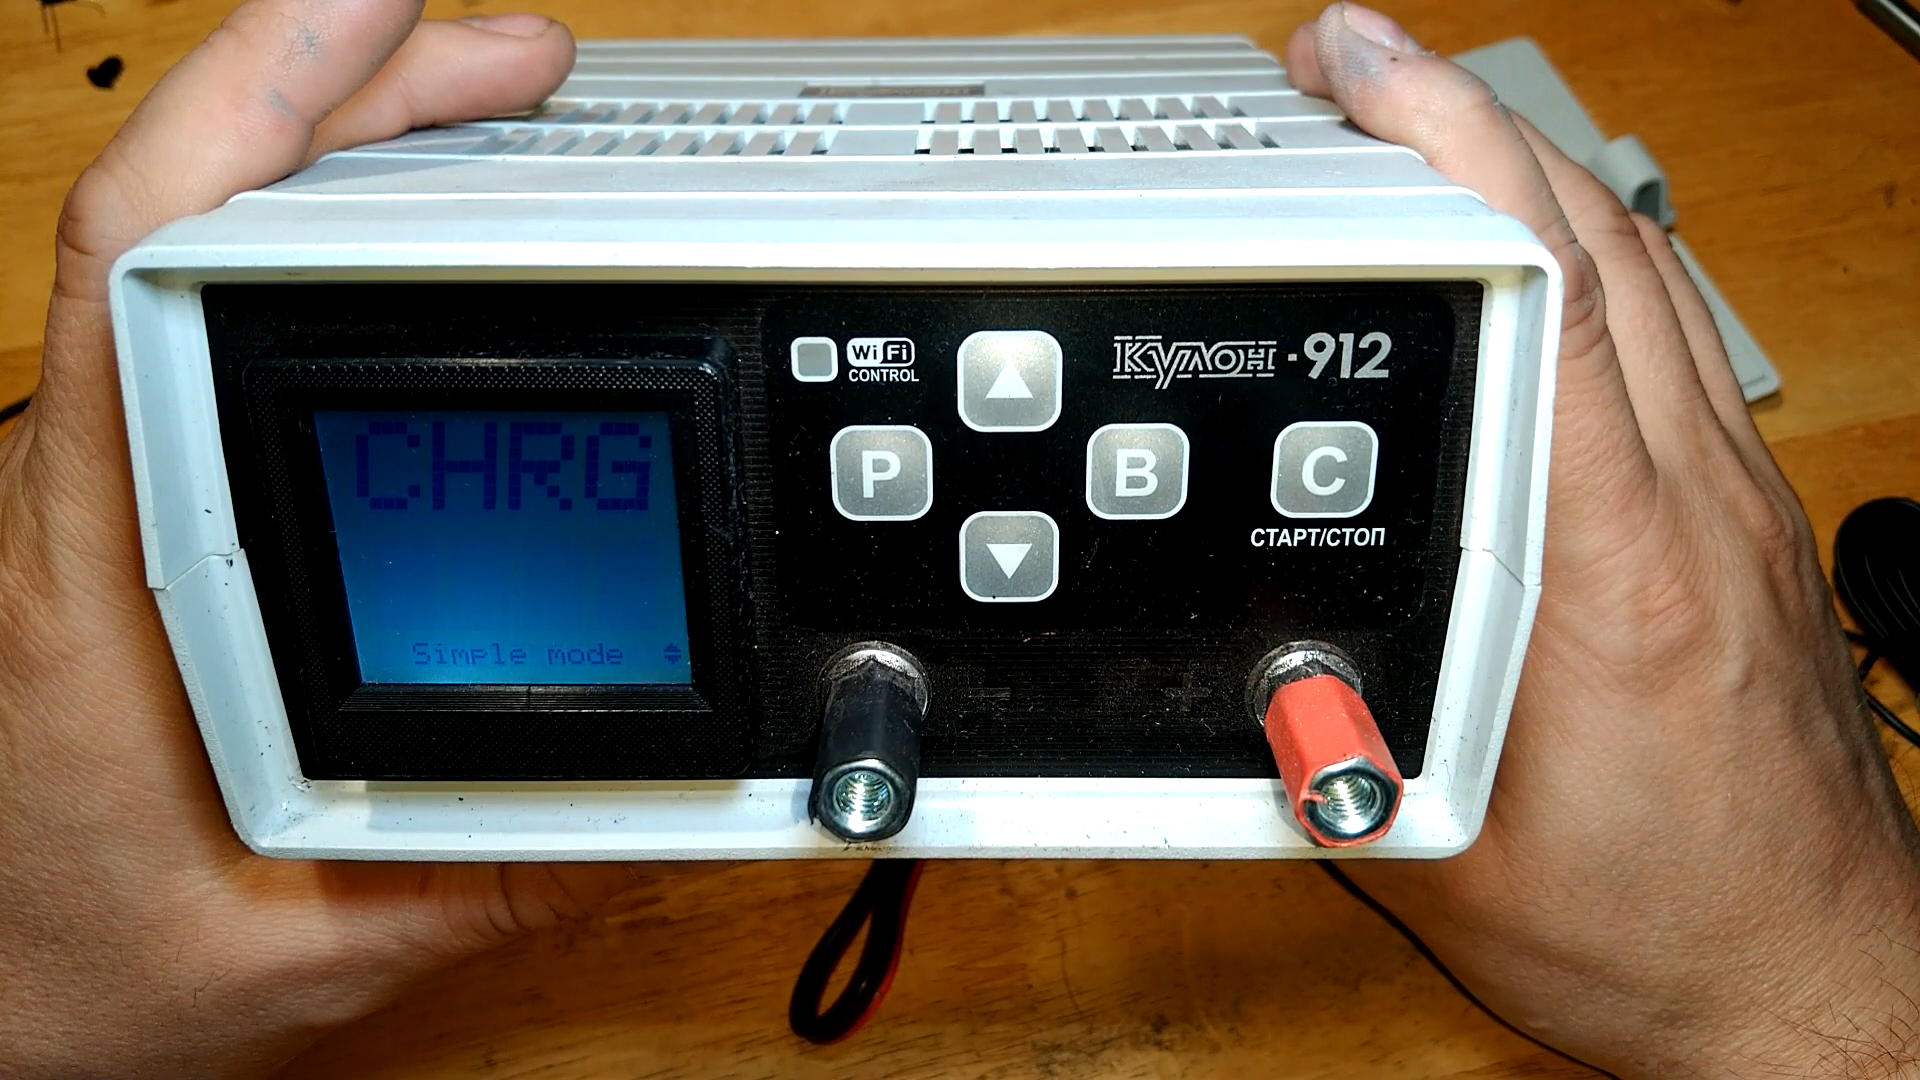 CHRG
Simple mode
WiFi
CONTROL
КУЛОН-912
P
B
C
СТАРТ/СТОП
- +